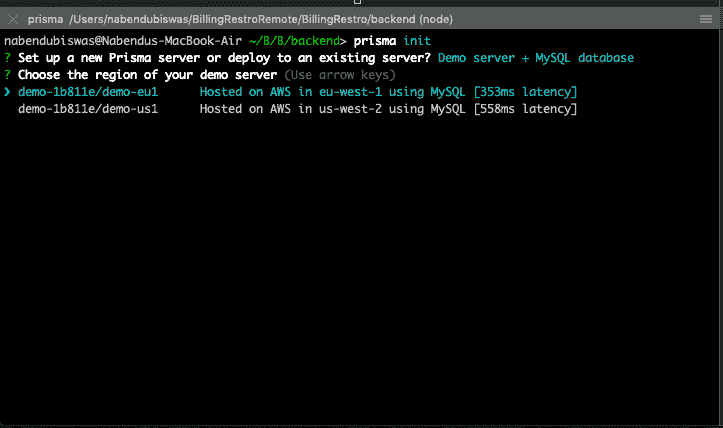 prisma /Users/nabendubiswas/BillingRestroRemote/BillingRestro/backend (node)
nabendubiswas@Nabendus-MacBook-Air ~/B/B/backend> prisma init
? Set up a new Prisma server or deploy to an existing server? Demo server + MySQL database
? Choose the region of your demo server (Use arrow keys)
❯ demo-1b811e/demo-eu1 Hosted on AWS in eu-west-1 using MySQL [353ms latency]
demo-1b811e/demo-us1 Hosted on AWS in us-west-2 using MySQL [558ms latency]